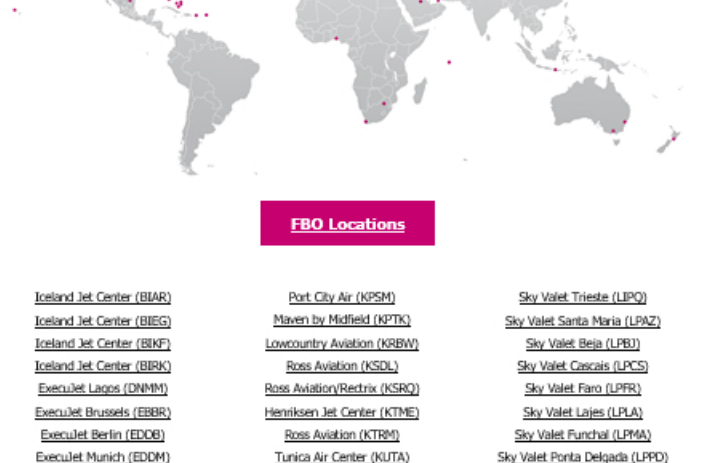 FBO Locations
Iceland Jet Center (BIAR)
Iceland Jet Center (BIEG)
Iceland Jet Center (BIKF)
Iceland Jet Center (BIRK)
ExecuJet Lagos (DNMM)
ExecuJet Brussels (EBBR)
ExecuJet Berlin (EDDB)
ExecuJet Munich (EDDM)
Port City Air (KPSM)
Maven by Midfield (KPTK)
Lowcountry Aviation (KRBW)
Ross Aviation (KSDL)
Ross Aviation/Rectrix (KSRQ)
Henriksen Jet Center (KTME)
Ross Aviation (KTRM)
Tunica Air Center (KUTA)
Sky Valet Trieste (LIPQ)
Sky Valet Santa Maria (LPAZ)
Sky Valet Beja (LPBJ)
Sky Valet Cascais (LPCS)
Sky Valet Faro (LPFR)
Sky Valet Lajes (LPLA)
Sky Valet Funchal (LPMA)
Sky Valet Ponta Delgada (LPPD)